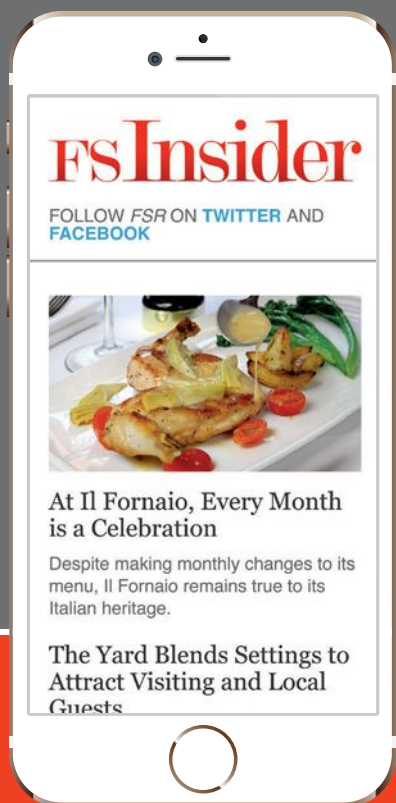 FSInsider
FOLLOW FSR ON TWITTER AND
FACEBOOK
At Il Fornaio, Every Month
is a Celebration
Despite making monthly changes to its
menu, Il Fornaio remains true to its
Italian heritage.
The Yard Blends Settings to
Attract Visiting and Local
Guests